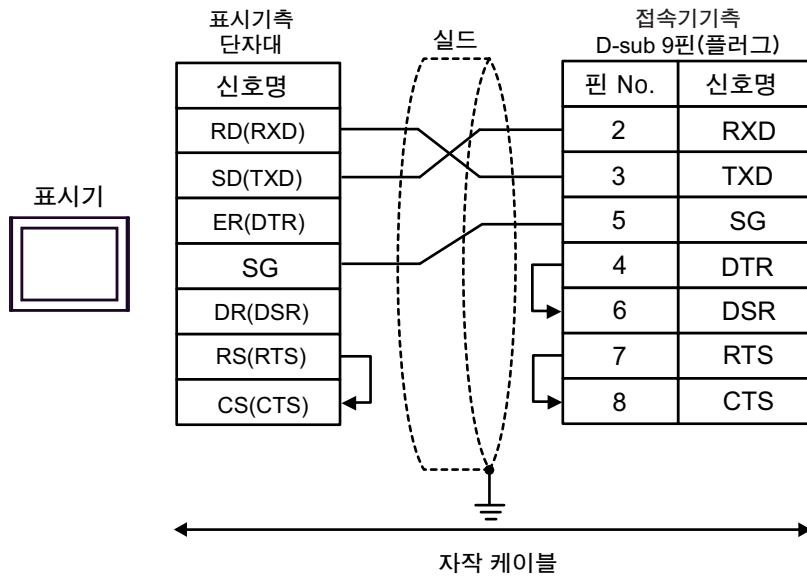 표시기측
단자대
실드
접속기기측
D-sub 9핀(플러그)
신호명
핀 No.
신호명
RD(RXD)
2
RXD
SD(TXD)
3
TXD
표시기
ER(DTR)
5
SG
SG
4
DTR
DR(DSR)
6
DSR
RS(RTS)
7
RTS
CS(CTS)
8
CTS
자작 케이블